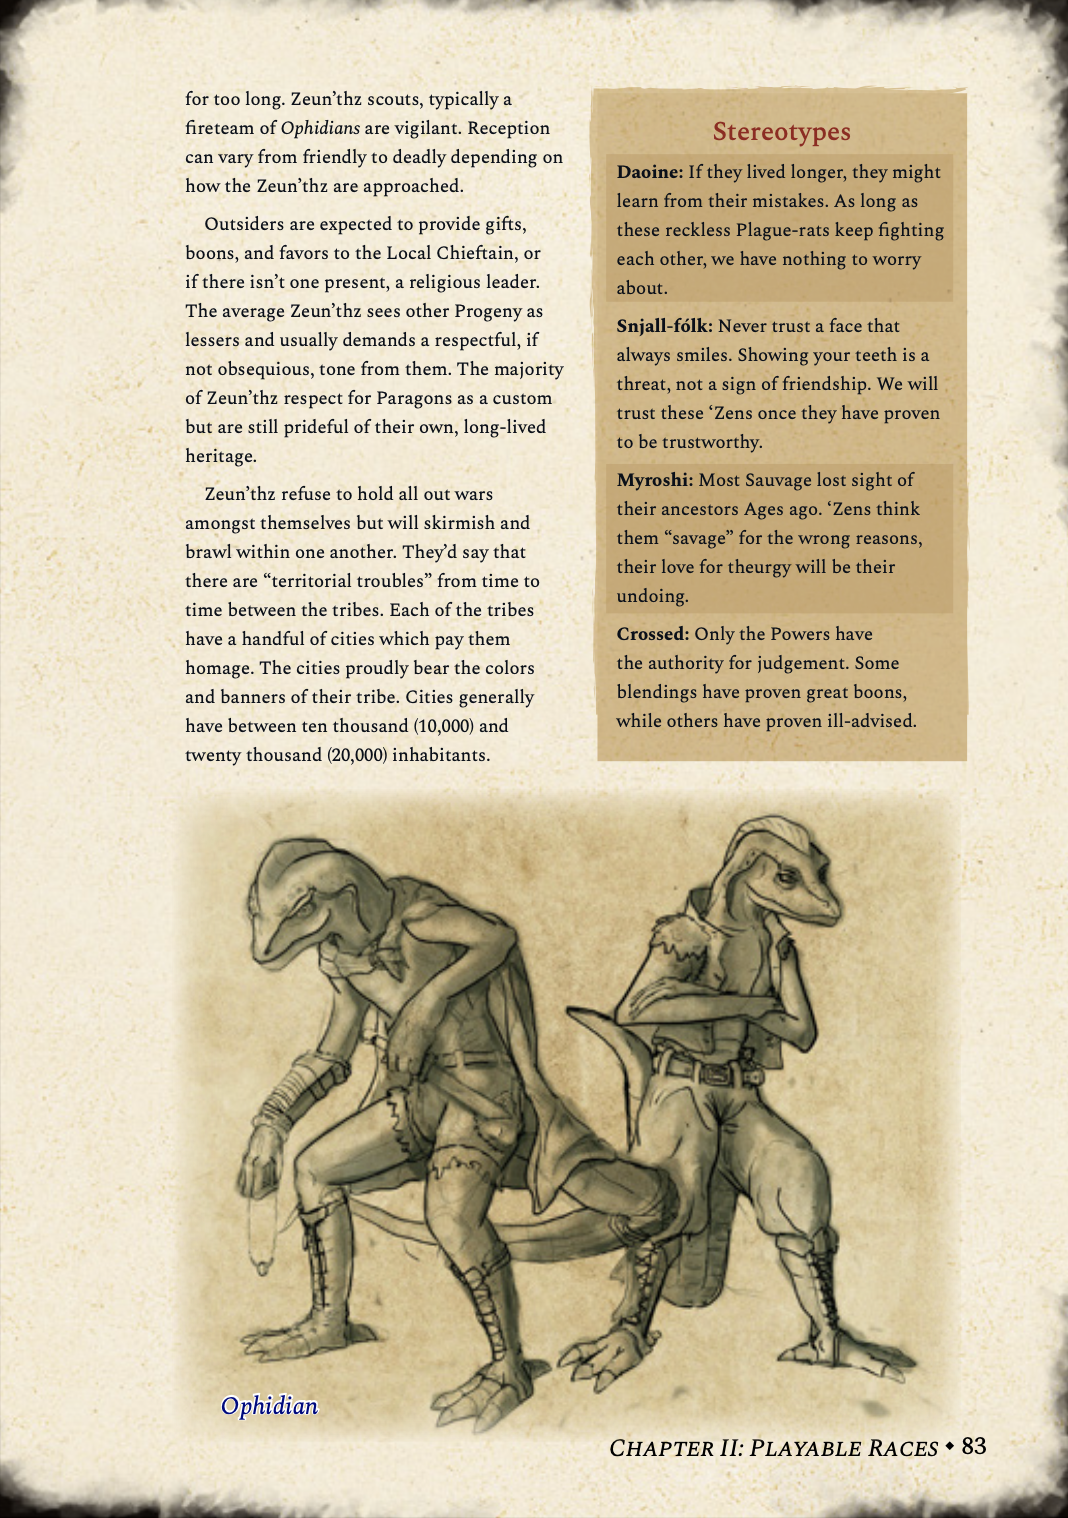 for too long. Zeun’thz scouts, typically a
fireteam of Ophidians are vigilant. Reception
can vary from friendly to deadly depending on
how the Zeun’thz are approached.
Outsiders are expected to provide gifts,
boons, and favors to the Local Chieftain, or
if there isn’t one present, a religious leader.
The average Zeun’thz sees other Progeny as
lessers and usually demands a respectful, if
not obsequious, tone from them. The majority
of Zeun’thz respect for Paragons as a custom
but are still prideful of their own, long-lived
heritage.
Zeun’thz refuse to hold all out wars
amongst themselves but will skirmish and
brawl within one another. They’d say that
there are “territorial troubles” from time to
time between the tribes. Each of the tribes
have a handful of cities which pay them
homage. The cities proudly bear the colors
and banners of their tribe. Cities generally
have between ten thousand (10,000) and
twenty thousand (20,000) inhabitants.
Stereotypes
Daoine: If they lived longer, they might
learn from their mistakes. As long as
these reckless Plague-rats keep fighting
each other, we have nothing to worry
about.
Snjall-fólk: Never trust a face that
always smiles. Showing your teeth is a
threat, not a sign of friendship. We will
trust these ‘Zens once they have proven
to be trustworthy.
Myroshi: Most Sauvage lost sight of
their ancestors Ages ago. ‘Zens think
them “savage” for the wrong reasons,
their love for theurgy will be their
undoing.
Crossed: Only the Powers have
the authority for judgement. Some
blendings have proven great boons,
while others have proven ill-advised.
Ophidian
Chapter II: Playable Races ◆ 83